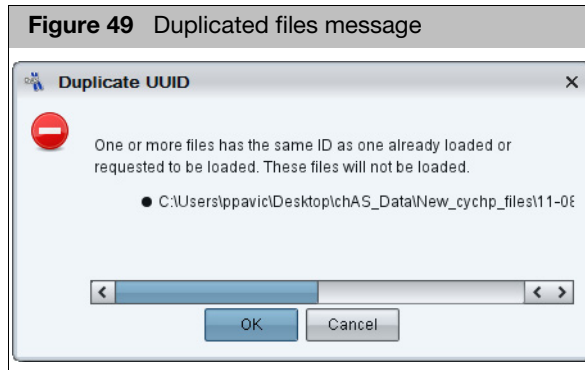 Figure 49 Duplicated files message
Duplicate UUID
One or more files has the same ID as one already loaded or
requested to be loaded. These files will not be loaded.
● C:\Users\ppavic\Desktop\chAS_Data\New_cychp_files\11-08
OK Cancel